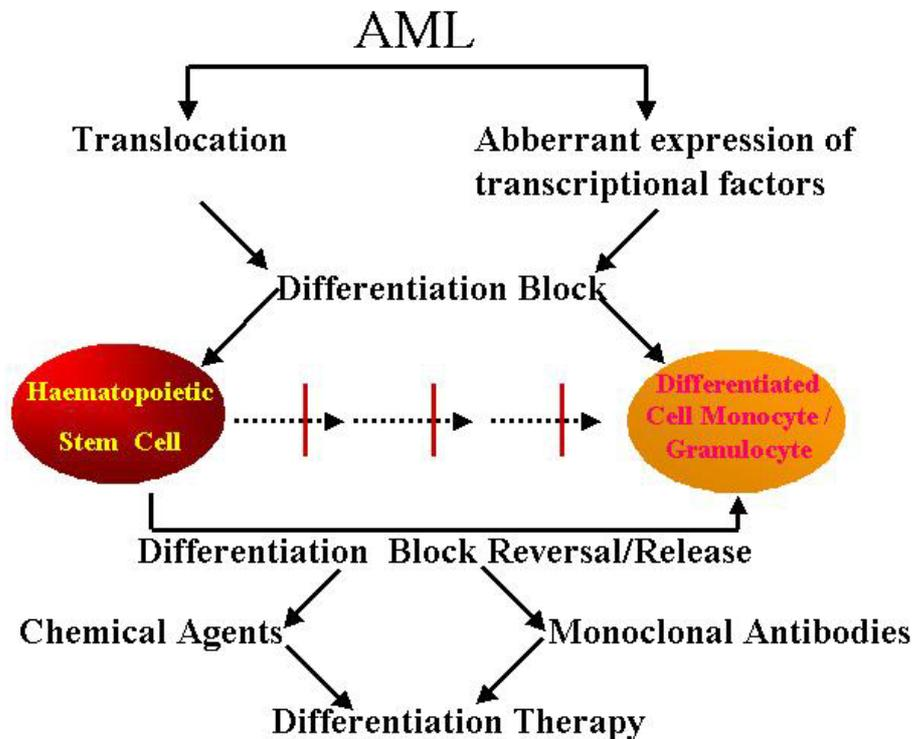 AML
Translocation
Abberrant expression of
transcriptional factors
Differentiation Block
Haematopoietic
Stem Cell
Differentiated
Cell Monocyte /
Granulocyte
Differentiation Block Reversal/Release
Chemical Agents
Monoclonal Antibodies
Differentiation Therapy